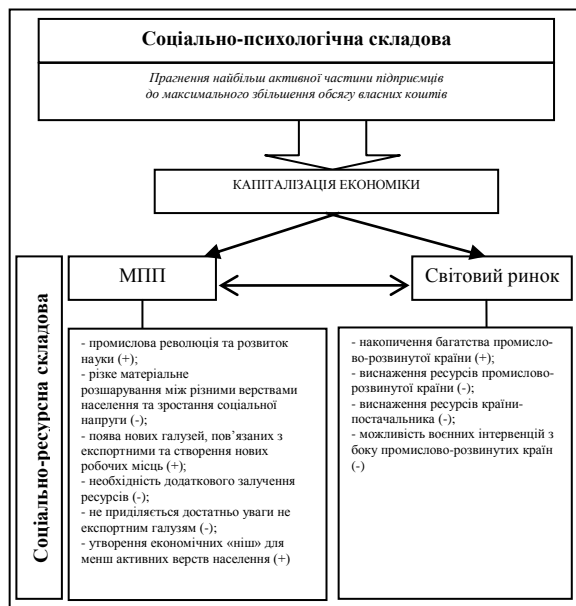 Соціально-психологічна складова
Прагнення найбільш активної частини підприємців
до максимального збільшення обсягу власних коштів
КАПІТАЛІЗАЦІЯ ЕКОНОМІКИ
Соціально-ресурсна складова
МПП
Світовий ринок
- промислова революція та розвиток
науки (+);
- різке матеріальне
розшарування між різними верствами
населення та зростання соціальної
напруги (-);
- поява нових галузей, пов’язаних з
експортними та створення нових
робочих місць (+);
- необхідність додаткового залучення
ресурсів (-);
- не приділяється достатньо уваги не
експортним галузям (-);
- утворення економічних «ніш» для
менш активних верств населення (+)
- накопичення багатства промисло-
во-розвинутої країни (+);
- виснаження ресурсів промислово-
розвинутої країни (-);
- виснаження ресурсів країни-
постачальника (-);
- можливість воєнних інтервенцій з
боку промислово-розвинутих країн
(-)